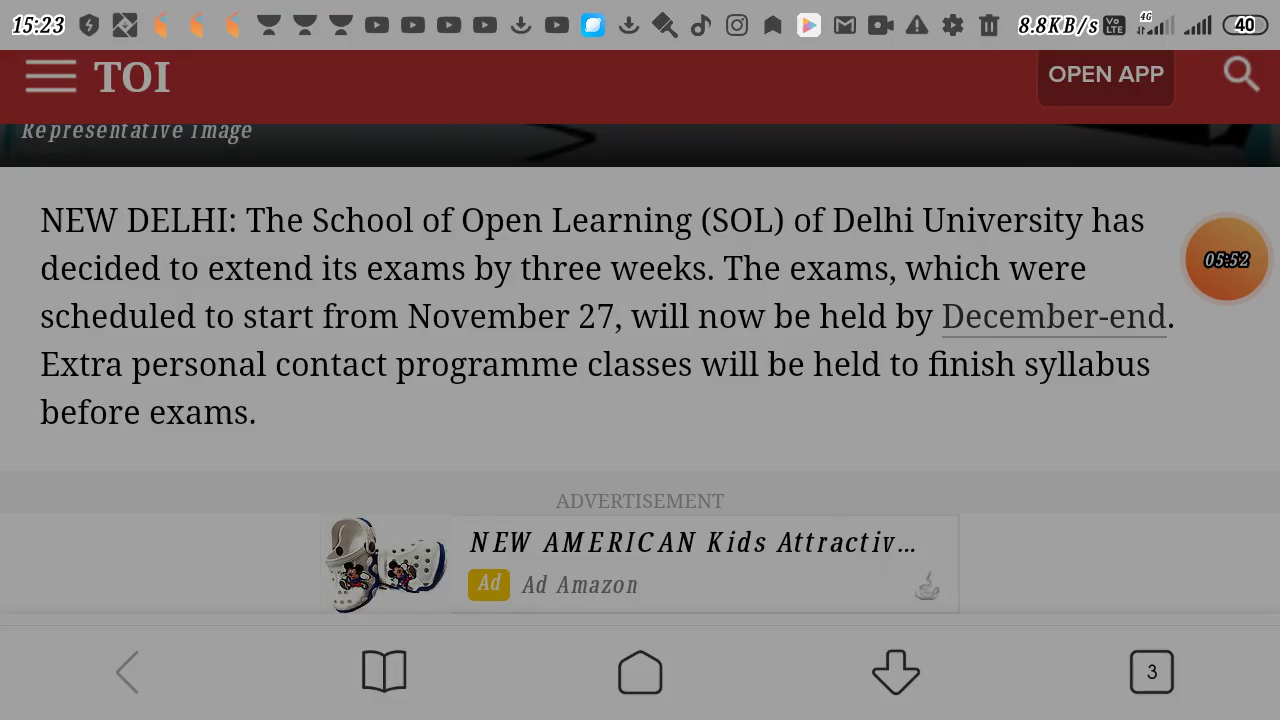 15:23
8.8KB/s Vo LTE 4G 40
TOI OPEN APP
Representative Image
NEW DELHI: The School of Open Learning (SOL) of Delhi University has
decided to extend its exams by three weeks. The exams, which were
scheduled to start from November 27, will now be held by December-end.
Extra personal contact programme classes will be held to finish syllabus
before exams.
05:52
ADVERTISEMENT
NEW AMERICAN Kids Attractiv...
Ad Ad Amazon
3